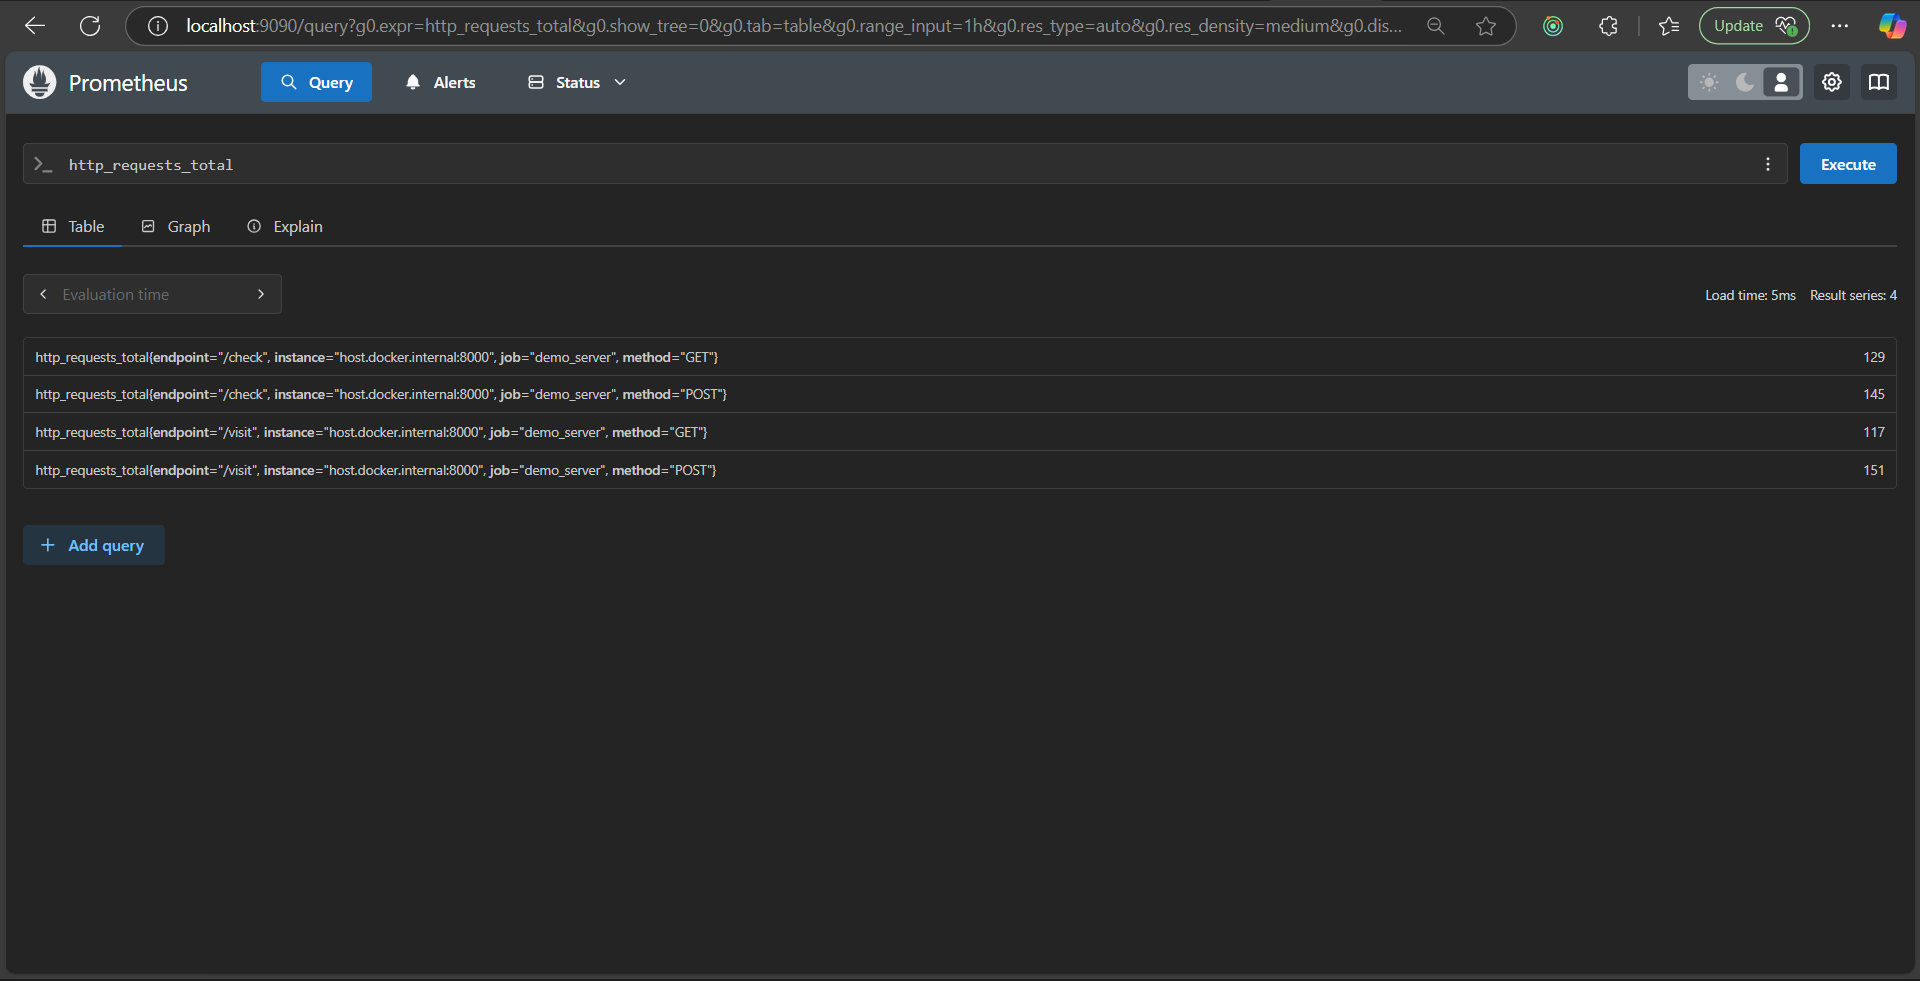 localhost:9090/query?g0.expr=http_requests_total&g0.show_tree=0&g0.tab=table&g0.range_input=1h&g0.res_type=auto&g0.res_density=medium&g0.dis...
Update
Prometheus
Query
Alerts
Status
>_ http_requests_total
Execute
Table
Graph
Explain
Evaluation time
Load time: 5ms Result series: 4
http_requests_total{endpoint="/check", instance="host.docker.internal:8000", job="demo_server", method="GET"} 129
http_requests_total{endpoint="/check", instance="host.docker.internal:8000", job="demo_server", method="POST"} 145
http_requests_total{endpoint="/visit", instance="host.docker.internal:8000", job="demo_server", method="GET"} 117
http_requests_total{endpoint="/visit", instance="host.docker.internal:8000", job="demo_server", method="POST"} 151
+ Add query